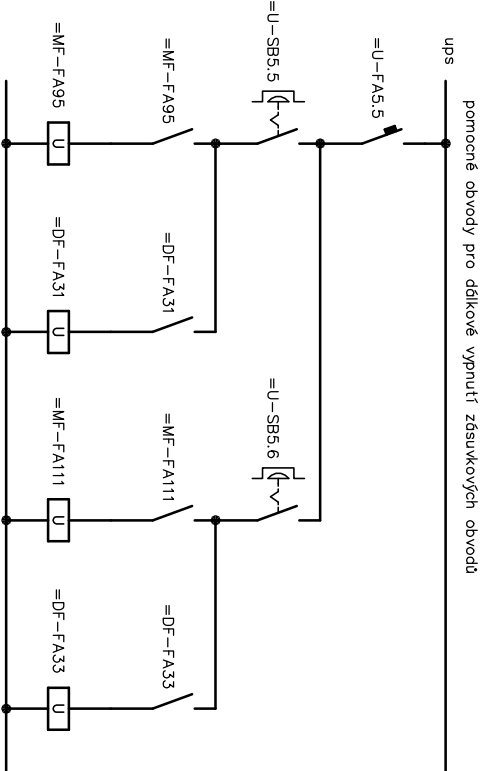 pomocné obvody pro dálkové vypnutí zásuvkových obvodů
ups
=U-FA5.5
=U-SB5.5
=U-SB5.6
=MF-FA95
=DF-FA31
=MF-FA111
=DF-FA33
=MF-FA95
=DF-FA31
=MF-FA111
=DF-FA33
U
U
U
U